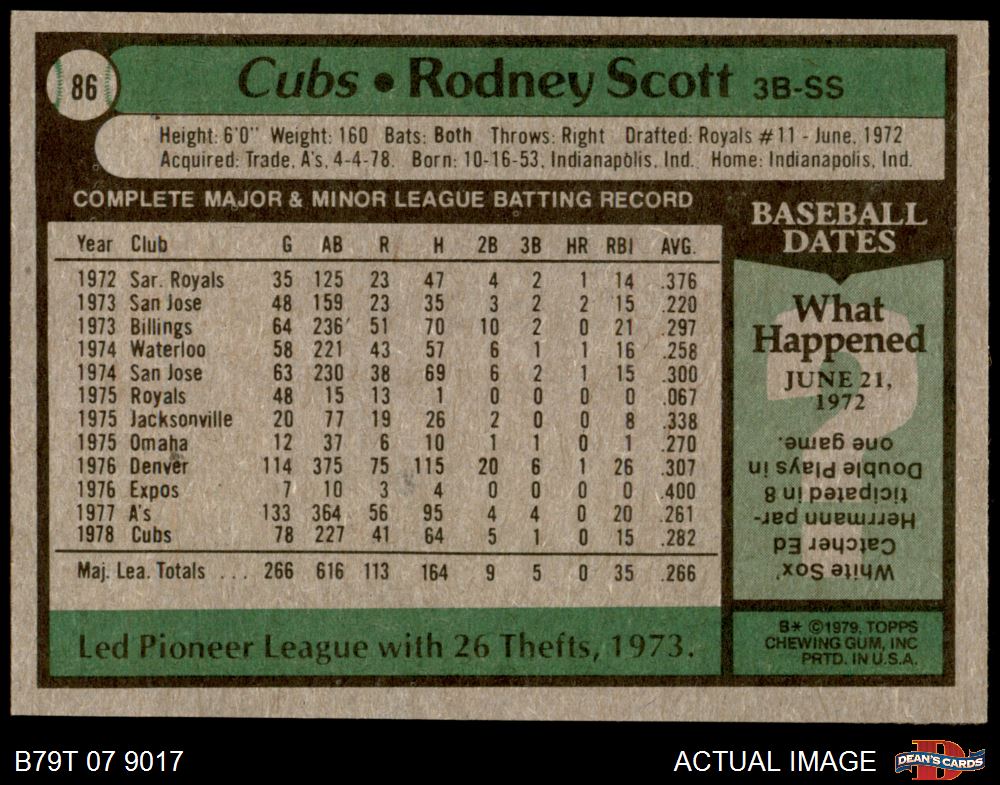 86
Cubs • Rodney Scott 3B-SS
Height: 6'0" Weight: 160 Bats: Both Throws: Right Drafted: Royals #11 - June, 1972
Acquired: Trade, A's, 4-4-78. Born: 10-16-53, Indianapolis, Ind. Home: Indianapolis, Ind.
COMPLETE MAJOR & MINOR LEAGUE BATTING RECORD
Year Club G AB R H 2B 3B HR RBI AVG.
1972 Sar. Royals 35 125 23 47 4 2 1 14 .376
1973 San Jose 48 159 23 35 3 2 2 15 .220
1973 Billings 64 236 51 70 10 2 0 21 .297
1974 Waterloo 58 221 43 57 6 1 1 16 .258
1974 San Jose 63 230 38 69 6 2 1 15 .300
1975 Royals 48 15 13 1 0 0 0 0 .067
1975 Jacksonville 20 77 19 26 2 0 0 8 .338
1975 Omaha 12 37 6 10 1 1 0 1 .270
1976 Denver 114 375 75 115 20 6 1 26 .307
1976 Expos 7 10 3 4 0 0 0 0 .400
1977 A's 133 364 56 95 4 4 0 20 .261
1978 Cubs 78 227 41 64 5 1 0 15 .282
Maj. Lea. Totals ... 266 616 113 164 9 5 0 35 .266
Led Pioneer League with 26 Thefts, 1973.
BASEBALL
DATES
What
Happened
JUNE 21,
1972
White Sox'
Catcher Ed
Herrmann par-
ticipated in 8
Double Plays in
one game.
B* ©1979, TOPPS
CHEWING GUM, INC
PRTD. IN U.S.A.
B79T 07 9017
ACTUAL IMAGE
D
DEAN'S CARDS